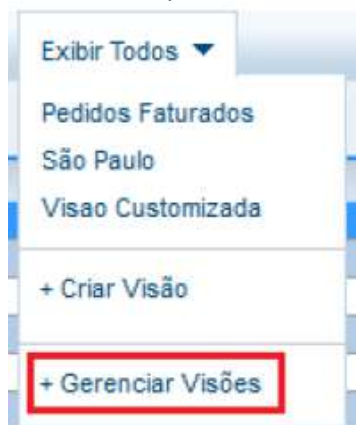 Exibir Todos ▼
Pedidos Faturados
São Paulo
Visao Customizada
+ Criar Visão
+ Gerenciar Visões